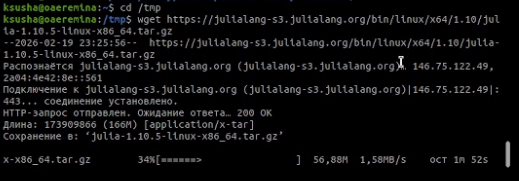 ksusha@oaeremina:~$ cd /tmp
ksusha@oaeremina:/tmp$ wget https://julialang-s3.julialang.org/bin/linux/x64/1.10/jul
ia-1.10.5-linux-x86_64.tar.gz
--2026-02-19 23:25:56-- https://julialang-s3.julialang.org/bin/linux/x64/1.10/julia-
1.10.5-linux-x86_64.tar.gz
Распознаётся julialang-s3.julialang.org (julialang-s3.julialang.org)… 146.75.122.49,
2a04:4e42:8e::561
Подключение к julialang-s3.julialang.org (julialang-s3.julialang.org)|146.75.122.49|:
443... соединение установлено.
HTTP-запрос отправлен. Ожидание ответа… 200 OK
Длина: 173909866 (166M) [application/x-tar]
Сохранение в: ‘julia-1.10.5-linux-x86_64.tar.gz’
x-x86_64.tar.gz 34%[======> ] 56,88M 1,58MB/s ост 1m 52s